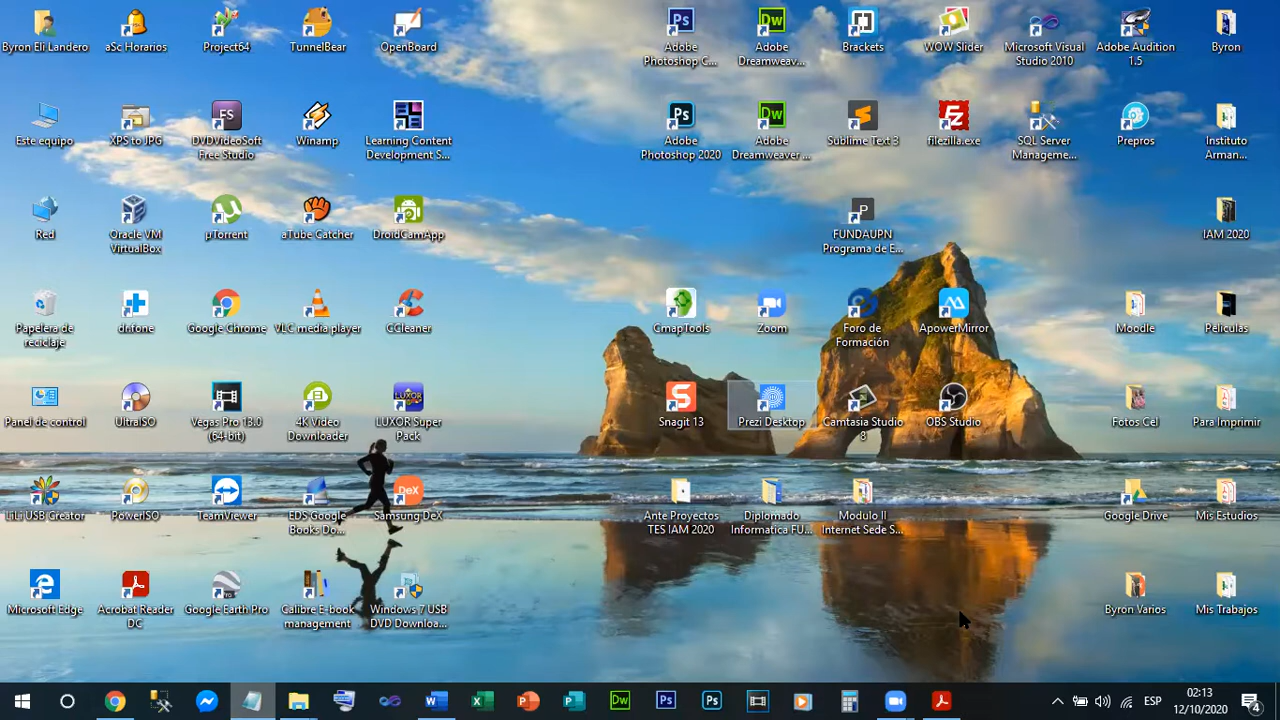 Byron Eli Landero
aSc Horarios
Project64
TunnelBear
OpenBoard
Adobe
Photoshop C...
Adobe
Dreamweav...
Brackets
WOW Slider
Microsoft Visual
Studio 2010
Adobe Audition
1.5
Byron
Este equipo
XPS to JPG
DVDVideoSoft
Free Studio
Winamp
Learning Content
Development S...
Adobe
Photoshop 2020
Adobe
Dreamweaver ...
Sublime Text 3
filezilla.exe
SQL Server
Manageme...
Prepros
Instituto
Arman...
Red
Oracle VM
VirtualBox
µTorrent
aTube Catcher
DroidCamApp
FUNDAUPN
Programa de E...
IAM 2020
Papelera de
reciclaje
dr.fone
Google Chrome
VLC media player
CCleaner
CmapTools
Zoom
Foro de
Formación
ApowerMirror
Moodle
Peliculas
Panel de control
UltraISO
Vegas Pro 13.0
(64-bit)
4K Video
Downloader
LUXOR Super
Pack
Snagit 13
Prezi Desktop
Camtasia Studio
8
OBS Studio
Fotos Cel
Para Imprimir
LiLi USB Creator
PowerISO
TeamViewer
EDS Google
Books Do...
Samsung DeX
Ante Proyectos
TES IAM 2020
Diplomado
Informatica FU...
Modulo II
Internet Sede S...
Google Drive
Mis Estudios
Microsoft Edge
Acrobat Reader
DC
Google Earth Pro
Calibre E-book
management
Windows 7 USB
DVD Downloa...
Byron Varios
Mis Trabajos
ESP
02:13
12/10/2020
4